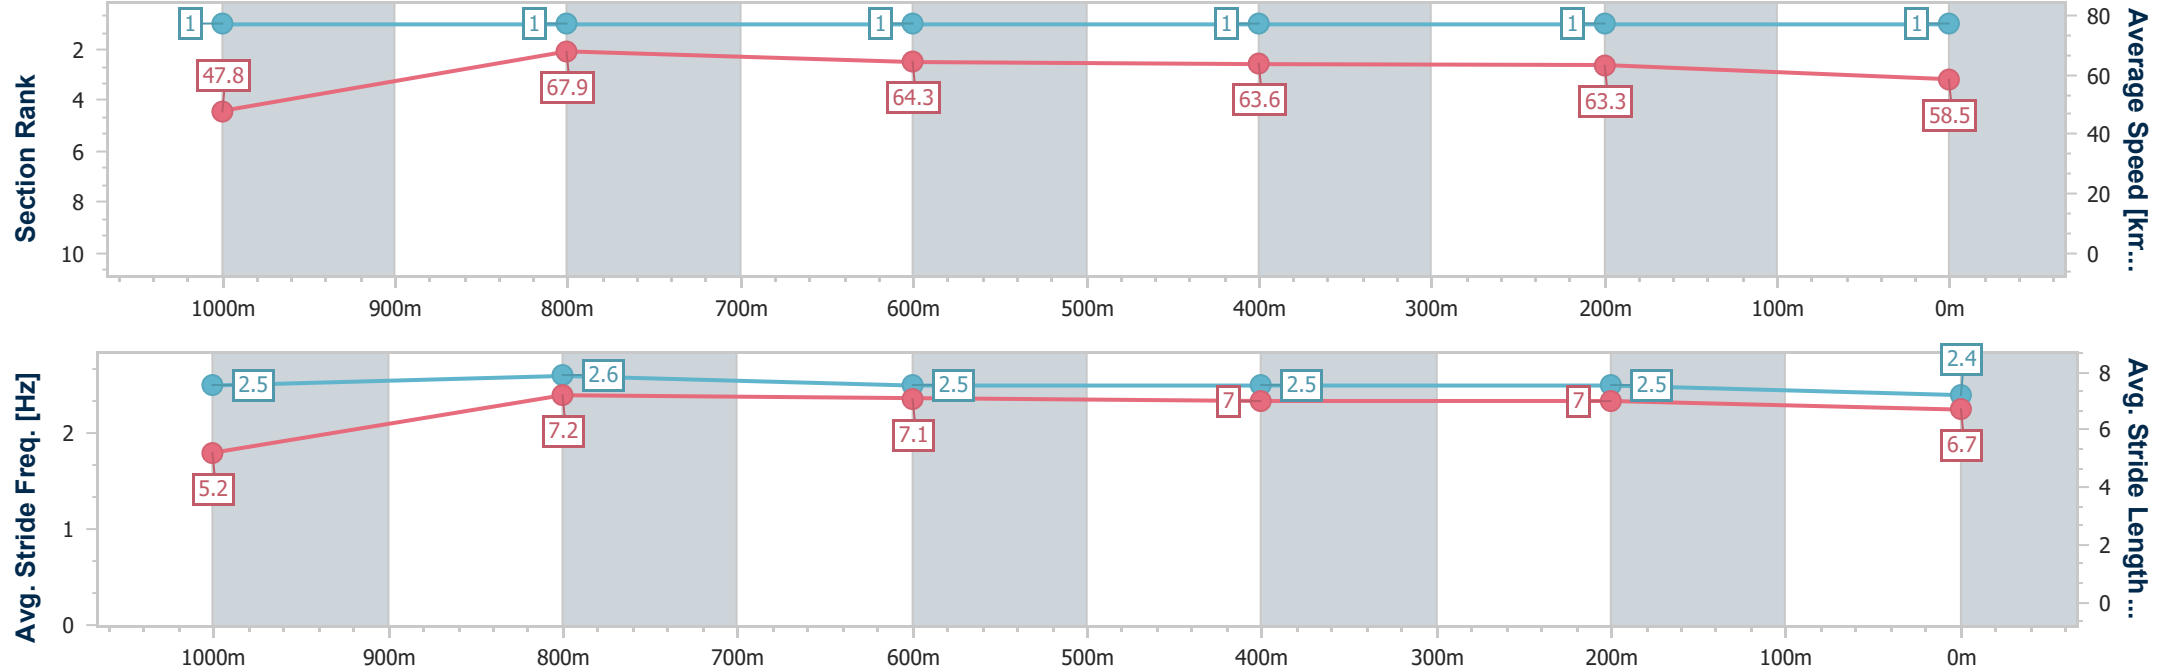 Section Rank
2
4
6
8
10
1
1
1
1
1
1
47.8
67.9
64.3
63.6
63.3
58.5
80
60
40
20
0
Average Speed [km...
1000m
900m
800m
700m
600m
500m
400m
300m
200m
100m
0m
Avg. Stride Freq. [Hz]
2
1
0
2.5
2.6
2.5
2.5
2.5
2.4
5.2
7.2
7.1
7
7
6.7
8
6
4
2
0
Avg. Stride Length ...
1000m
900m
800m
700m
600m
500m
400m
300m
200m
100m
0m